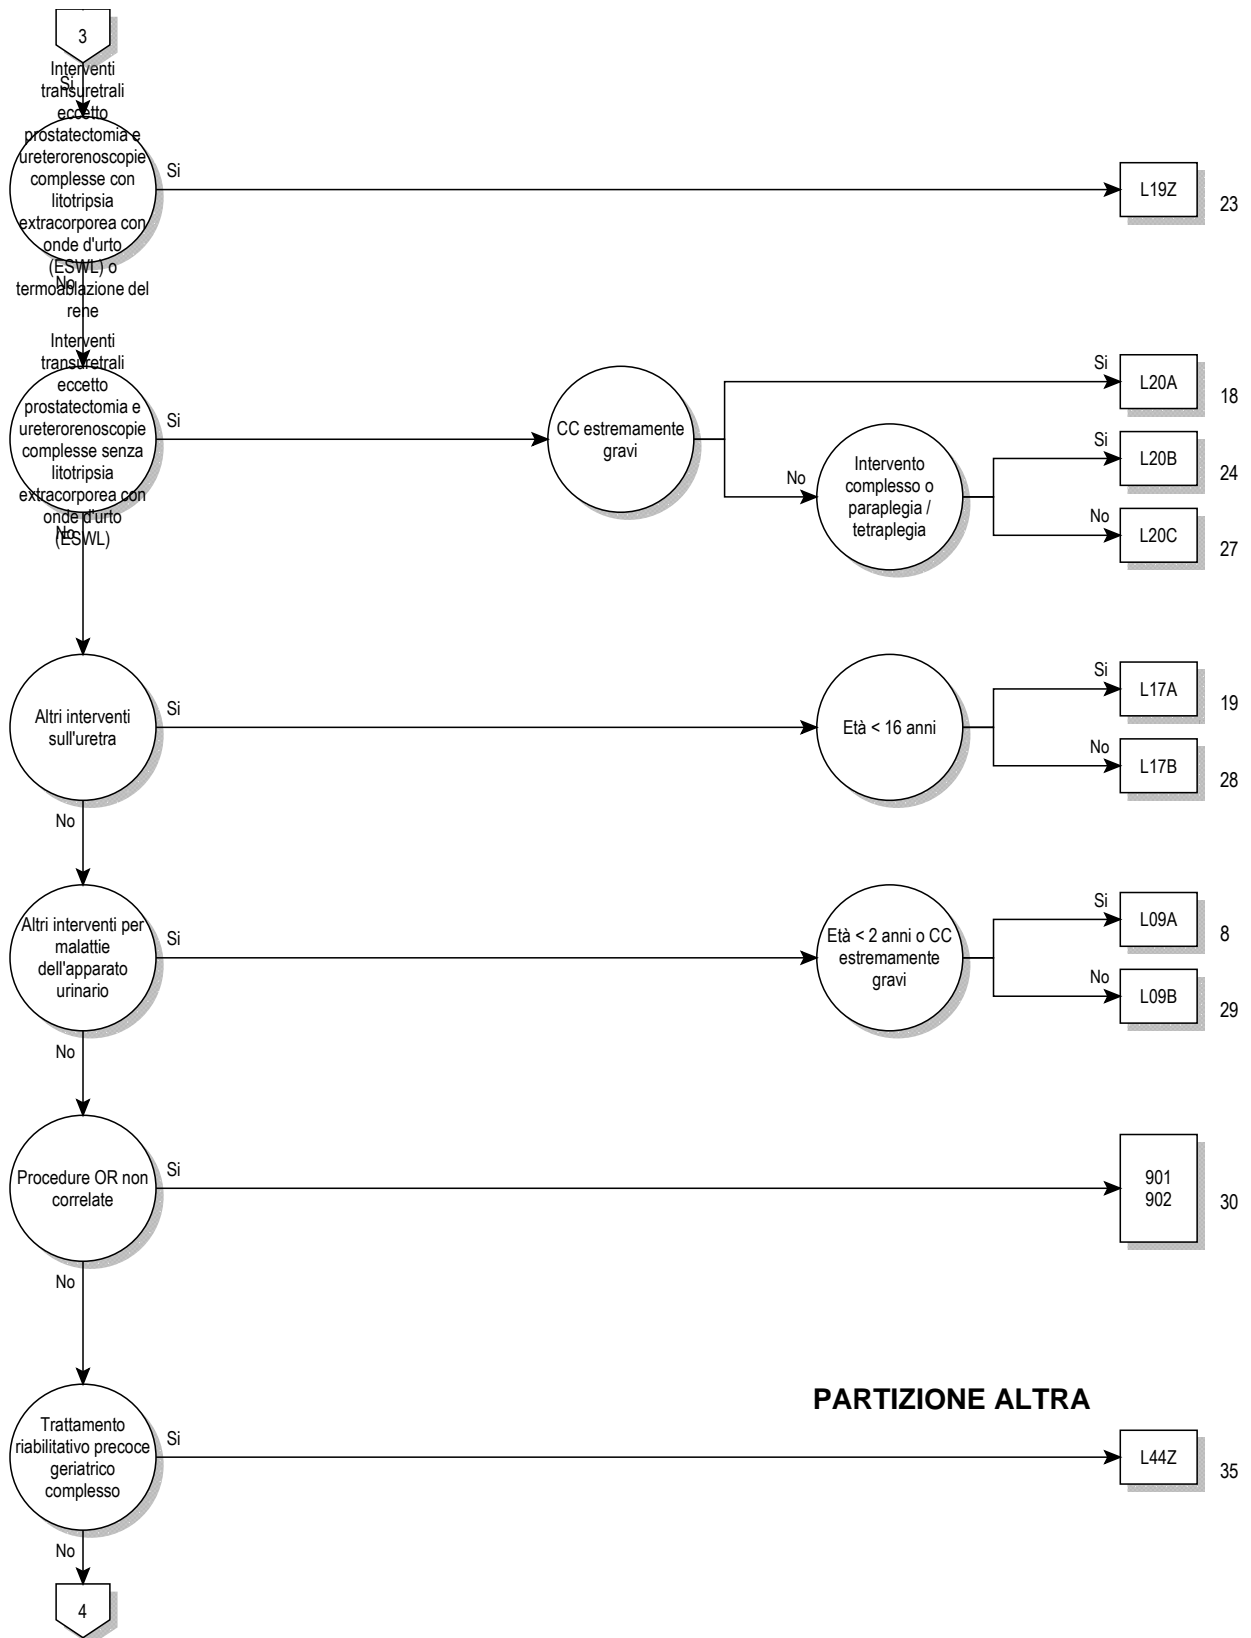 3
Si
Interventi
transuretrali
eccetto
prostatectomia e
ureterorenoscopie
complesse con
litotripsia
extracorporea con
onde d'urto
(ESWL) o
termoablazione del
rene
Si
L19Z
23
No
Interventi
transuretrali
eccetto
prostatectomia e
ureterorenoscopie
complesse senza
litotripsia
extracorporea con
onde d'urto
(ESWL)
Si
CC estremamente
gravi
Si
L20A
18
No
Intervento
complesso o
paraplegia /
tetraplegia
Si
L20B
24
No
L20C
27
No
Altri interventi
sull'uretra
Si
Età < 16 anni
Si
L17A
19
No
L17B
28
No
Altri interventi per
malattie
dell'apparato
urinario
Si
Età < 2 anni o CC
estremamente
gravi
Si
L09A
8
No
L09B
29
No
Procedure OR non
correlate
Si
901
902
30
No
PARTIZIONE ALTRA
Trattamento
riabilitativo precoce
geriatrico
complesso
Si
L44Z
35
No
4